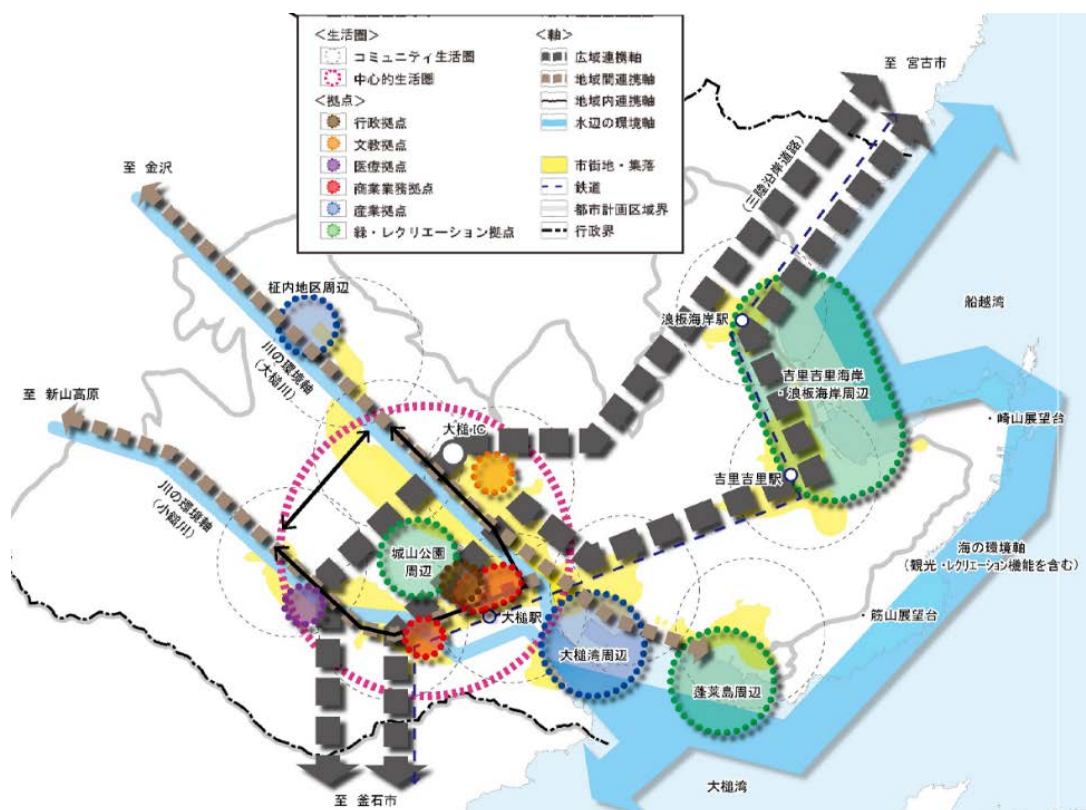 <生活圏>
コミュニティ生活圏
中心的生活圏
<拠点>
行政拠点
文教拠点
医療拠点
商業業務拠点
産業拠点
緑・レクリエーション拠点
<軸>
広域連携軸
地域間連携軸
地域内連携軸
水辺の環境軸
市街地・集落
鉄道
都市計画区域界
行政界
至 宮古市
(三陸沿岸道路)
至 金沢
柾内地区周辺
浪板海岸駅
船越湾
川の環境軸
(大槌川)
吉里吉里海岸
・浪板海岸周辺
至 新山高原
・崎山展望台
大槌IC
吉里吉里駅
川の環境軸
(小鎚川)
海の環境軸
(観光・レクリエーション機能を含む)
城山公園
周辺
・筋山展望台
大槌駅
大槌湾周辺
蓬莱島周辺
大槌湾
至 釜石市